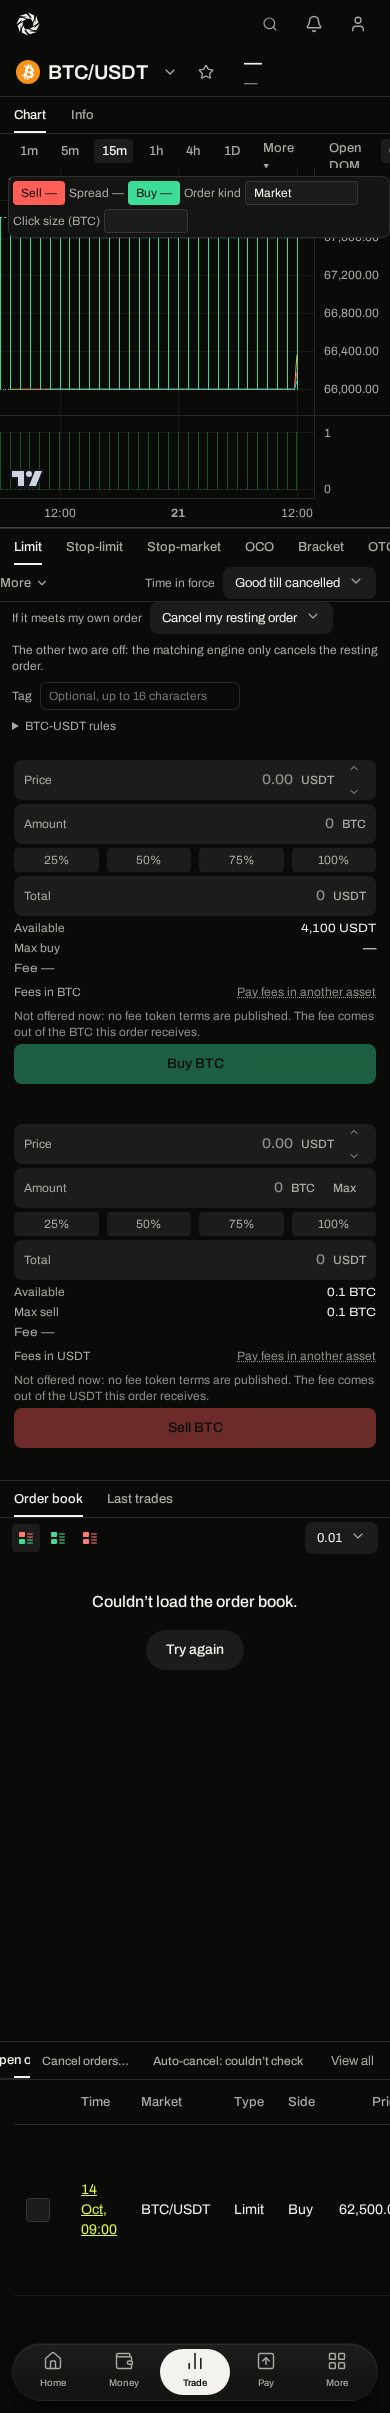 BTC/USDT
—
—
Chart Info
1m 5m 15m 1h 4h 1D More Open DOM
Sell — Spread — Buy — Order kind Market
Click size (BTC)
67,200.00
66,800.00
66,400.00
66,000.00
1
0
12:00 21 12:00
Limit Stop-limit Stop-market OCO Bracket
More Time in force Good till cancelled
If it meets my own order Cancel my resting order
The other two are off: the matching engine only cancels the resting
order.
Tag Optional, up to 16 characters
BTC-USDT rules
Price 0.00 USDT
Amount 0 BTC
25% 50% 75% 100%
Total 0 USDT
Available 4,100 USDT
Max buy —
Fee —
Fees in BTC Pay fees in another asset
Not offered now: no fee token terms are published. The fee comes
out of the BTC this order receives.
Buy BTC
Price 0.00 USDT
Amount 0 BTC Max
25% 50% 75% 100%
Total 0 USDT
Available 0.1 BTC
Max sell 0.1 BTC
Fee —
Fees in USDT Pay fees in another asset
Not offered now: no fee token terms are published. The fee comes
out of the USDT this order receives.
Sell BTC
Order book Last trades
0.01
Couldn’t load the order book.
Try again
Cancel orders... Auto-cancel: couldn’t check View all
Time Market Type Side
14
Oct,
09:00
BTC/USDT Limit Buy
Home Money Trade Pay More